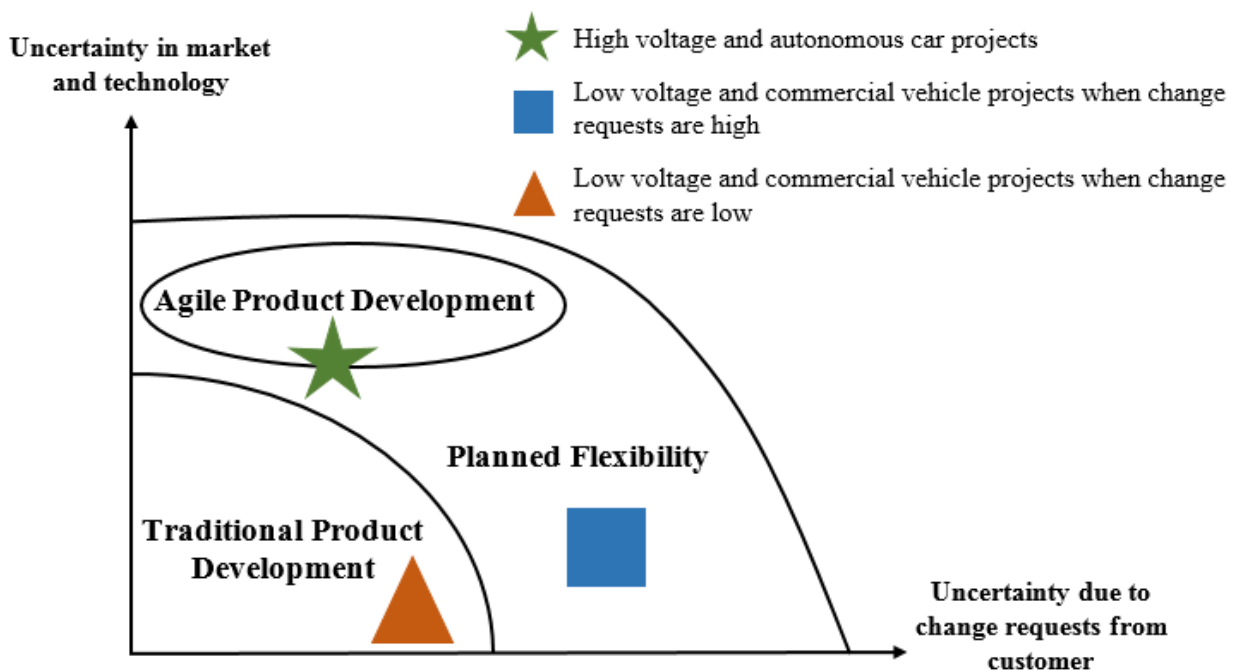 Uncertainty in market
and technology
High voltage and autonomous car projects
Low voltage and commercial vehicle projects when change
requests are high
Low voltage and commercial vehicle projects when change
requests are low
Agile Product Development
Planned Flexibility
Traditional Product
Development
Uncertainty due to
change requests from
customer